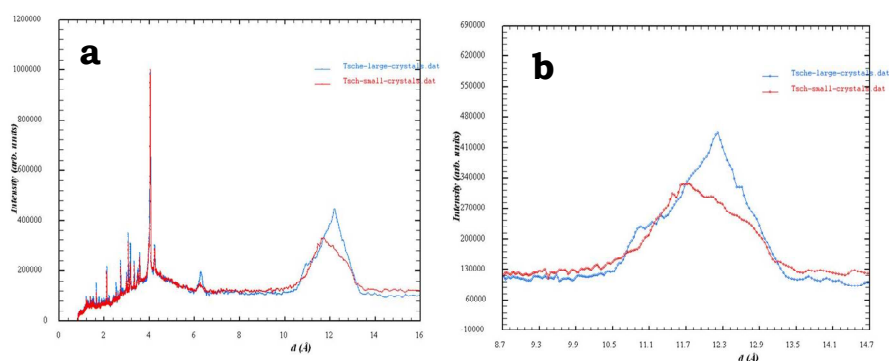 a
1200000
1000000
800000
600000
400000
200000
0
Intensity (arb. units)
0 2 4 6 8 10 12 14 16
d (Å)
Tsche-large-crystals.dat
Tsch-small-crystals.dat
b
690000
620000
550000
480000
410000
340000
270000
200000
130000
60000
-10000
Intensity (arb. units)
8.7 9.3 9.9 10.5 11.1 11.7 12.3 12.9 13.5 14.1 14.7
d (Å)
Tsche-large-crystals.dat
Tsch-small-crystals.dat